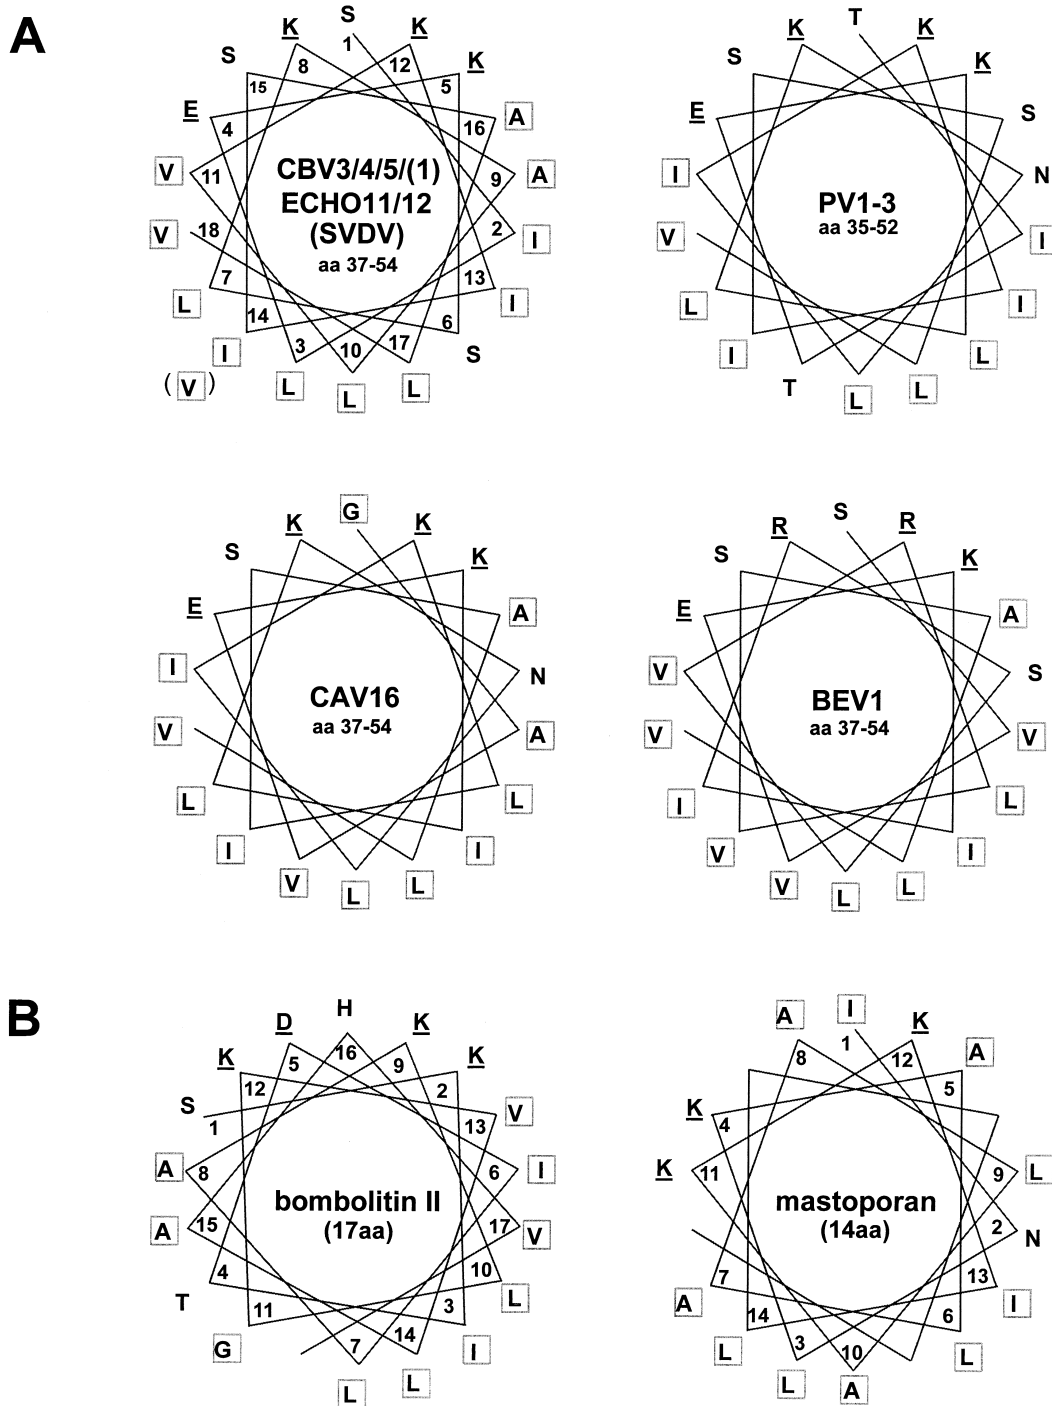 A
S
K
K
S
1
8
12
K
15
5
E
4
16
A
V
11
CBV3/4/5/(1)
9
A
ECHO11/12
V
18
(SVDV)
2
I
aa 37-54
7
13
L
14
6
I
I
3
10
17
S
(V)
L
L
L
T
K
K
S
K
E
S
I
N
PV1-3
V
aa 35-52
I
L
I
I
L
T
L
L
G
K
K
S
K
E
A
I
N
CAV16
V
aa 37-54
A
L
L
I
I
V
L
L
S
R
R
S
K
E
A
V
S
BEV1
V
aa 37-54
V
I
L
V
I
V
L
L
B
H
D
K
K
16
K
5
9
12
2
S
1
13
V
A
8
6
I
bombolitin II
A
15
(17aa)
17
V
4
10
T
11
3
L
G
7
14
I
L
L
A
I
K
1
8
12
A
5
K
4
K
11
9
L
mastoporan
(14aa)
2
N
7
13
A
14
6
I
L
3
10
L
L
A